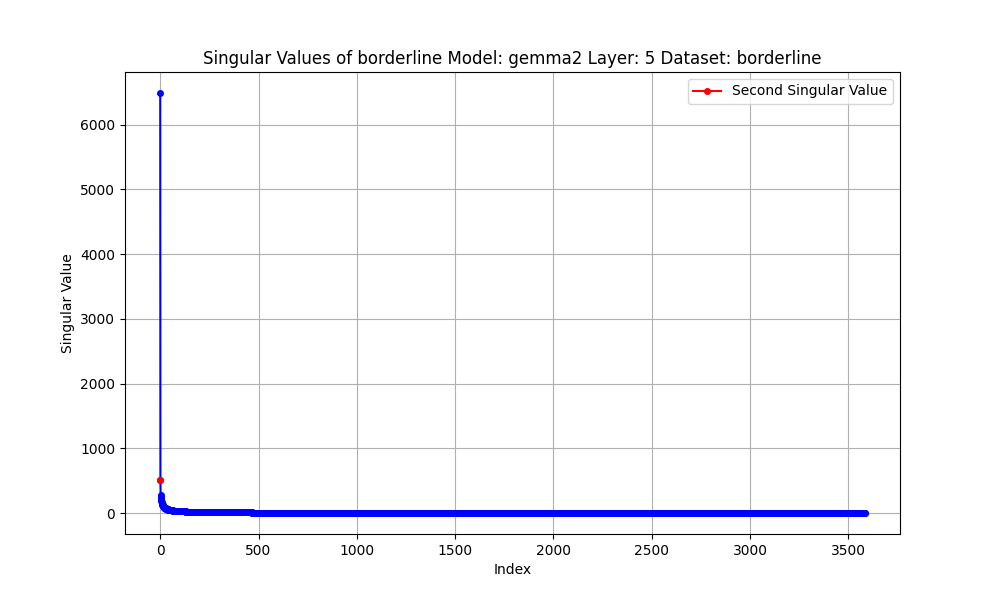 Singular Values of borderline Model: gemma2 Layer: 5 Dataset: borderline
Second Singular Value
6000
5000
4000
3000
2000
1000
0
Singular Value
0 500 1000 1500 2000 2500 3000 3500
Index